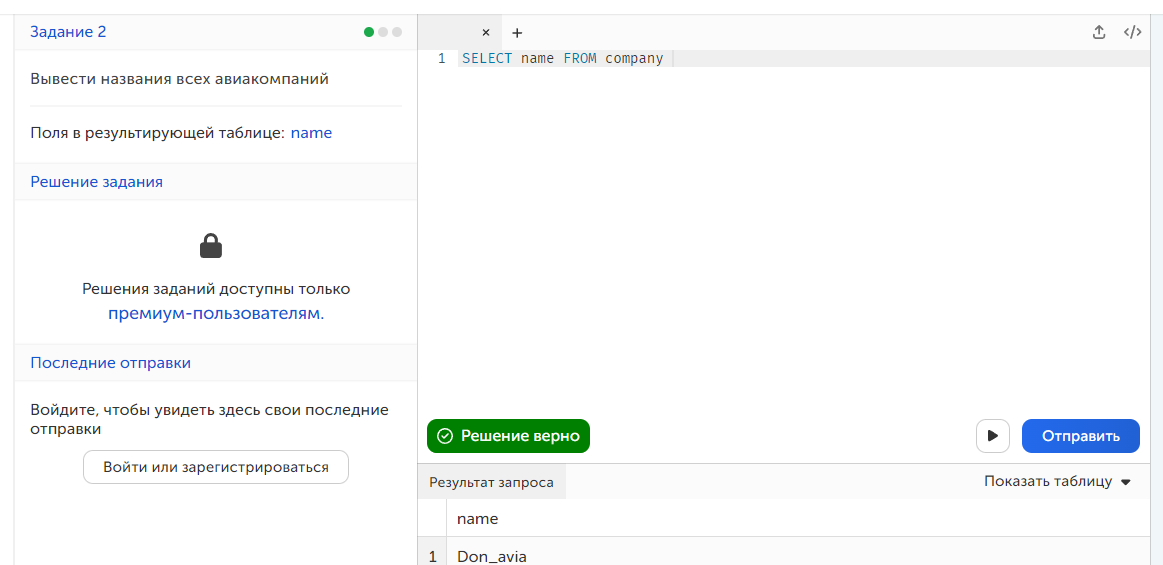 Задание 2
Вывести названия всех авиакомпаний
Поля в результирующей таблице: name
Решение задания
Решения заданий доступны только
премиум-пользователям.
Последние отправки
Войдите, чтобы увидеть здесь свои последние
отправки
Войти или зарегистрироваться
× +
</>
1 SELECT name FROM company
Решение верно
Отправить
Результат запроса
Показать таблицу
name
1 Don_avia